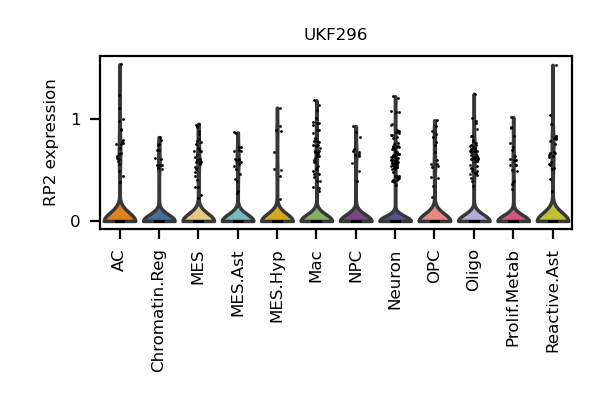 UKF296
RP2 expression
1
0
AC
Chromatin.Reg
MES
MES.Ast
MES.Hyp
Mac
NPC
Neuron
OPC
Oligo
Prolif.Metab
Reactive.Ast